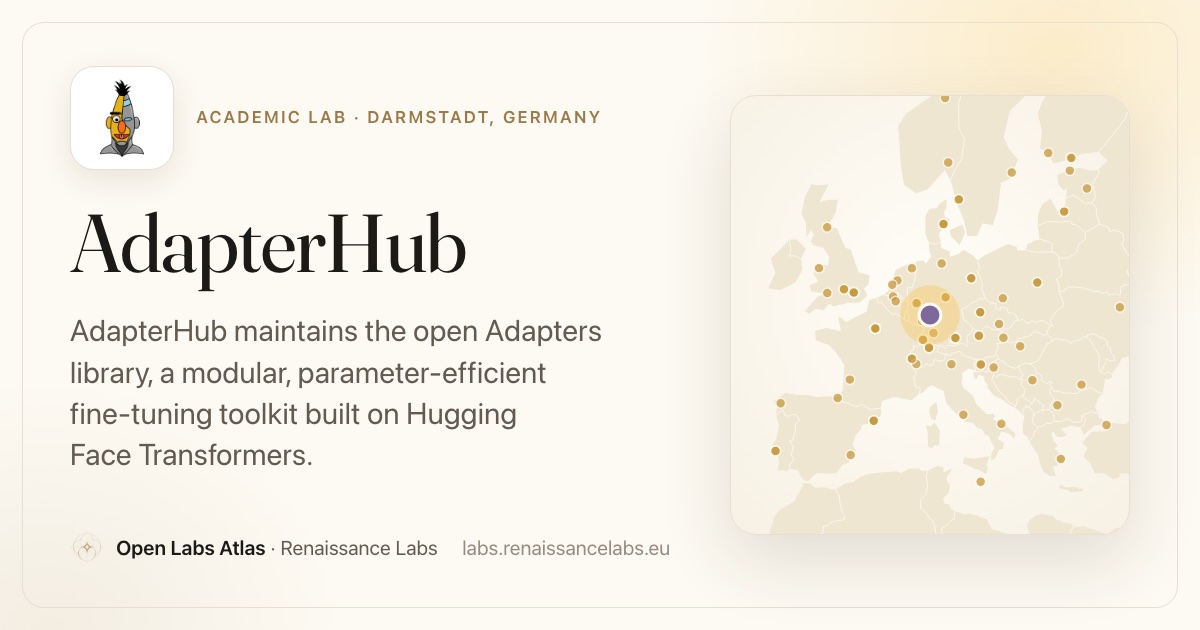 ACADEMIC LAB · DARMSTADT, GERMANY
AdapterHub
AdapterHub maintains the open Adapters
library, a modular, parameter-efficient
fine-tuning toolkit built on Hugging
Face Transformers.
Open Labs Atlas · Renaissance Labs labs.renaissancelabs.eu